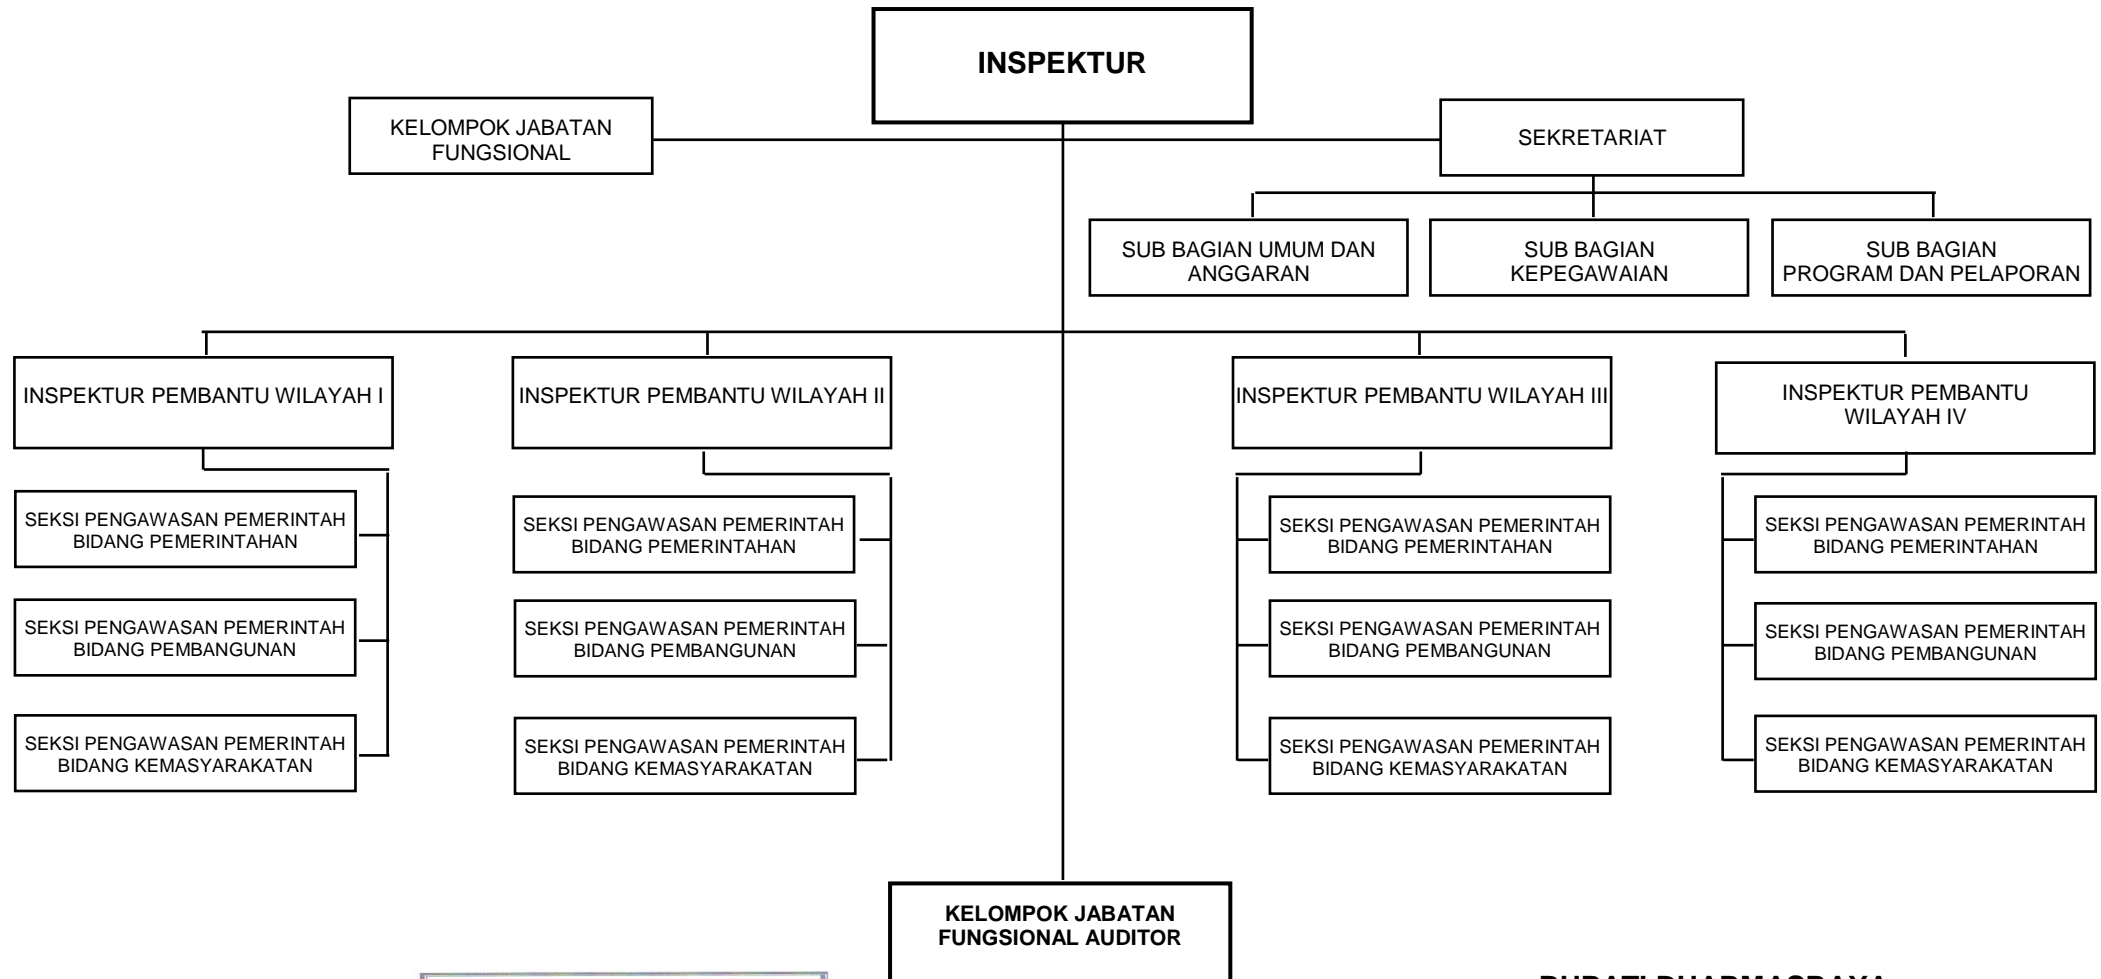 INSPEKTUR
KELOMPOK JABATAN
FUNGSIONAL
SEKRETARIAT
SUB BAGIAN UMUM DAN
ANGGARAN
SUB BAGIAN
KEPEGAWAIAN
SUB BAGIAN
PROGRAM DAN PELAPORAN
INSPEKTUR PEMBANTU WILAYAH I
INSPEKTUR PEMBANTU WILAYAH II
INSPEKTUR PEMBANTU WILAYAH III
INSPEKTUR PEMBANTU
WILAYAH IV
SEKSI PENGAWASAN PEMERINTAH
BIDANG PEMERINTAHAN
SEKSI PENGAWASAN PEMERINTAH
BIDANG PEMERINTAHAN
SEKSI PENGAWASAN PEMERINTAH
BIDANG PEMERINTAHAN
SEKSI PENGAWASAN PEMERINTAH
BIDANG PEMERINTAHAN
SEKSI PENGAWASAN PEMERINTAH
BIDANG PEMBANGUNAN
SEKSI PENGAWASAN PEMERINTAH
BIDANG PEMBANGUNAN
SEKSI PENGAWASAN PEMERINTAH
BIDANG PEMBANGUNAN
SEKSI PENGAWASAN PEMERINTAH
BIDANG PEMBANGUNAN
SEKSI PENGAWASAN PEMERINTAH
BIDANG KEMASYARAKATAN
SEKSI PENGAWASAN PEMERINTAH
BIDANG KEMASYARAKATAN
SEKSI PENGAWASAN PEMERINTAH
BIDANG KEMASYARAKATAN
SEKSI PENGAWASAN PEMERINTAH
BIDANG KEMASYARAKATAN
KELOMPOK JABATAN
FUNGSIONAL AUDITOR
BUPATI DHARMASRAYA